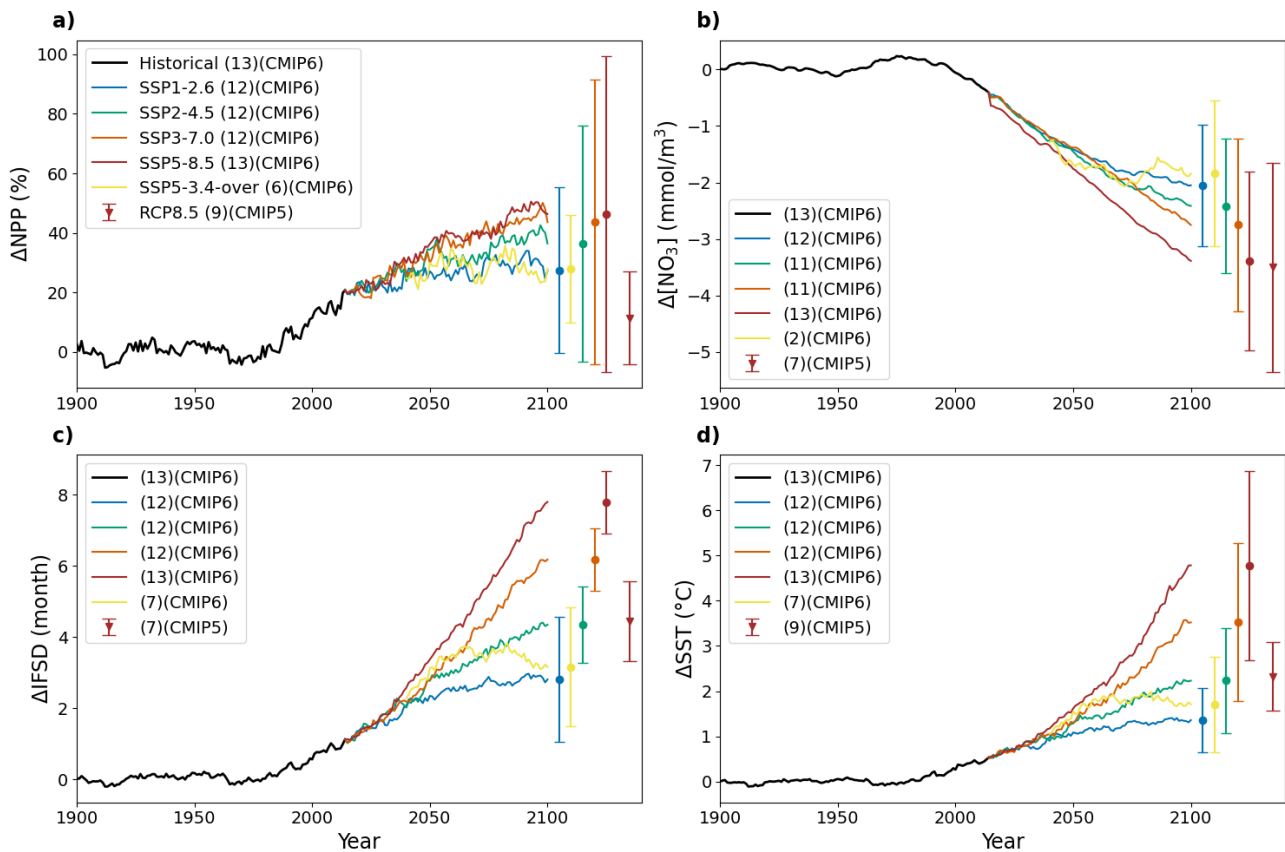 a)
ΔNPP (%)
100
80
60
40
20
0
Historical (13)(CMIP6)
SSP1-2.6 (12)(CMIP6)
SSP2-4.5 (12)(CMIP6)
SSP3-7.0 (12)(CMIP6)
SSP5-8.5 (13)(CMIP6)
SSP5-3.4-over (6)(CMIP6)
RCP8.5 (9)(CMIP5)
1900 1950 2000 2050 2100
b)
Δ[NO₃] (mmol/m³)
0
−1
−2
−3
−4
−5
(13)(CMIP6)
(12)(CMIP6)
(11)(CMIP6)
(11)(CMIP6)
(13)(CMIP6)
(2)(CMIP6)
(7)(CMIP5)
1900 1950 2000 2050 2100
c)
ΔIFSD (month)
8
6
4
2
0
(13)(CMIP6)
(12)(CMIP6)
(12)(CMIP6)
(12)(CMIP6)
(13)(CMIP6)
(7)(CMIP6)
(7)(CMIP5)
1900 1950 2000 2050 2100
Year
d)
ΔSST (°C)
7
6
5
4
3
2
1
0
(13)(CMIP6)
(12)(CMIP6)
(12)(CMIP6)
(12)(CMIP6)
(13)(CMIP6)
(7)(CMIP6)
(9)(CMIP5)
1900 1950 2000 2050 2100
Year